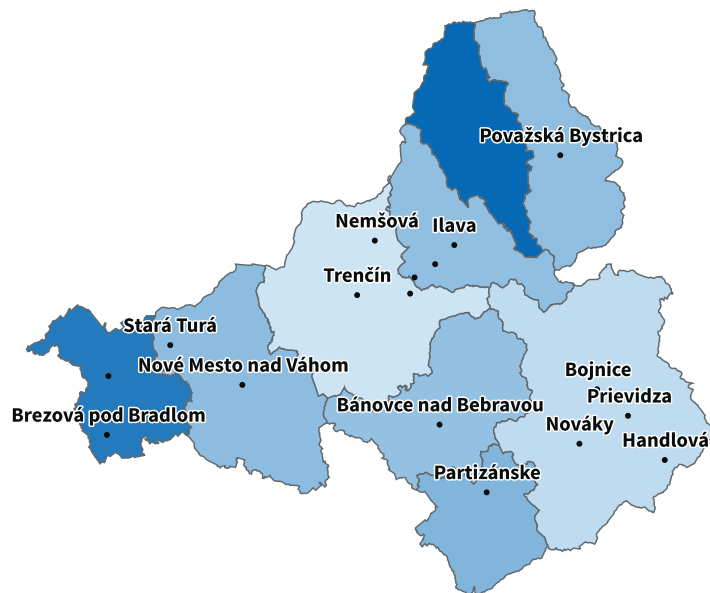 Považská Bystrica
Nemšová
Ilava
Trenčín
Stará Turá
Nové Mesto nad Váhom
Bojnice
Prievidza
Bánovce nad Bebravou
Brezová pod Bradlom
Nováky
Handlová
Partizánske